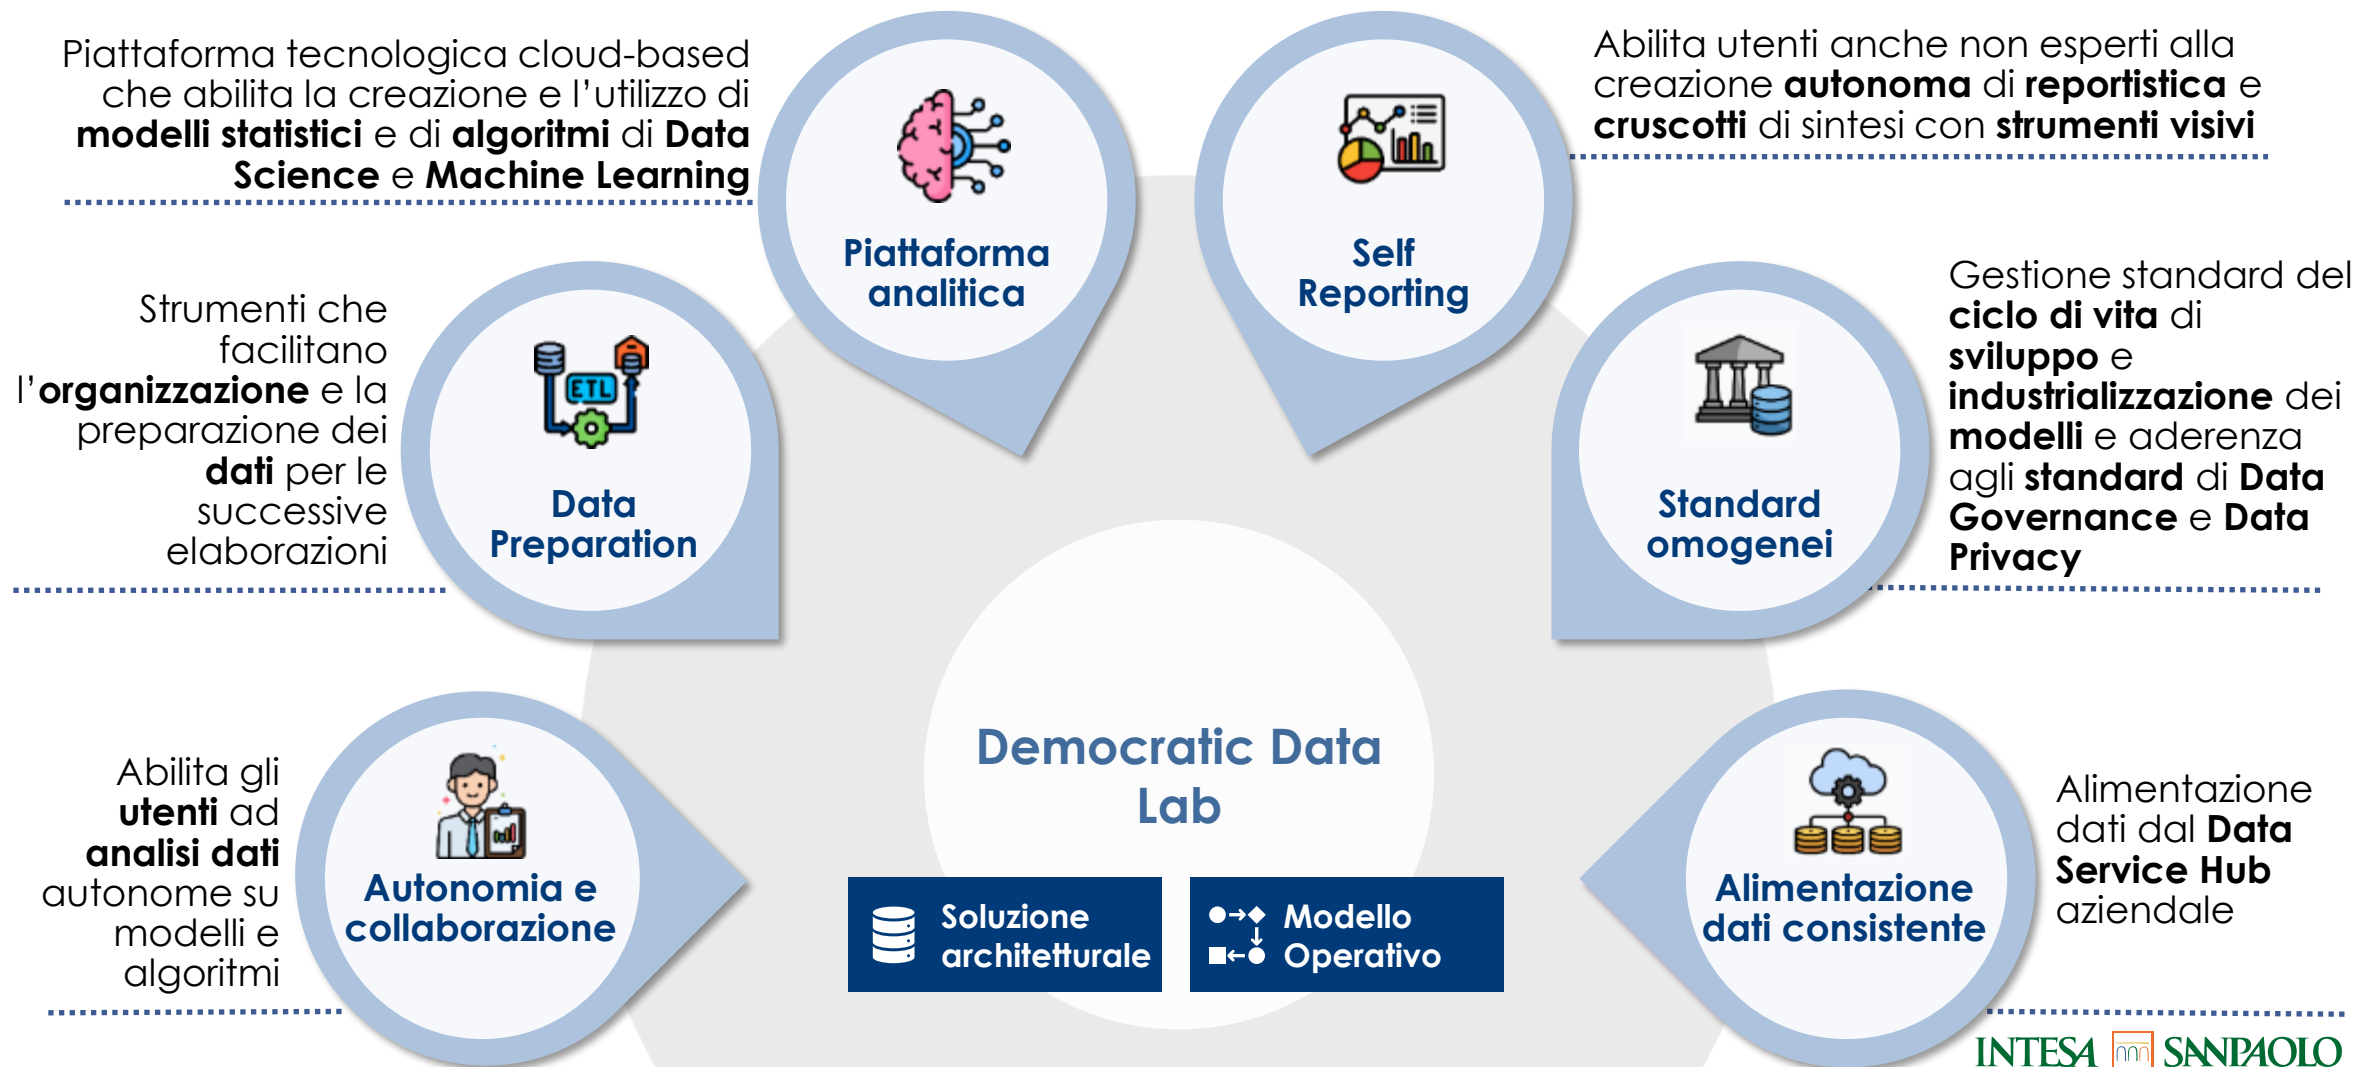 Piattaforma tecnologica cloud-based
che abilita la creazione e l'utilizzo di
modelli statistici e di algoritmi di Data
Science e Machine Learning
Piattaforma
analitica
Self
Reporting
Abilita utenti anche non esperti alla
creazione autonoma di reportistica e
cruscotti di sintesi con strumenti visivi
Strumenti che
facilitano
l'organizzazione e la
preparazione dei
dati per le
successive
elaborazioni
ETL
Data
Preparation
Standard
omogenei
Gestione standard del
ciclo di vita di
sviluppo e
industrializzazione dei
modelli e aderenza
agli standard di Data
Governance e Data
Privacy
Abilita gli
utenti ad
analisi dati
autonome su
modelli e
algoritmi
Autonomia e
collaborazione
Democratic Data
Lab
Soluzione
architetturale
Modello
Operativo
Alimentazione
dati consistente
Alimentazione
dati dal Data
Service Hub
aziendale
INTESA SANPAOLO